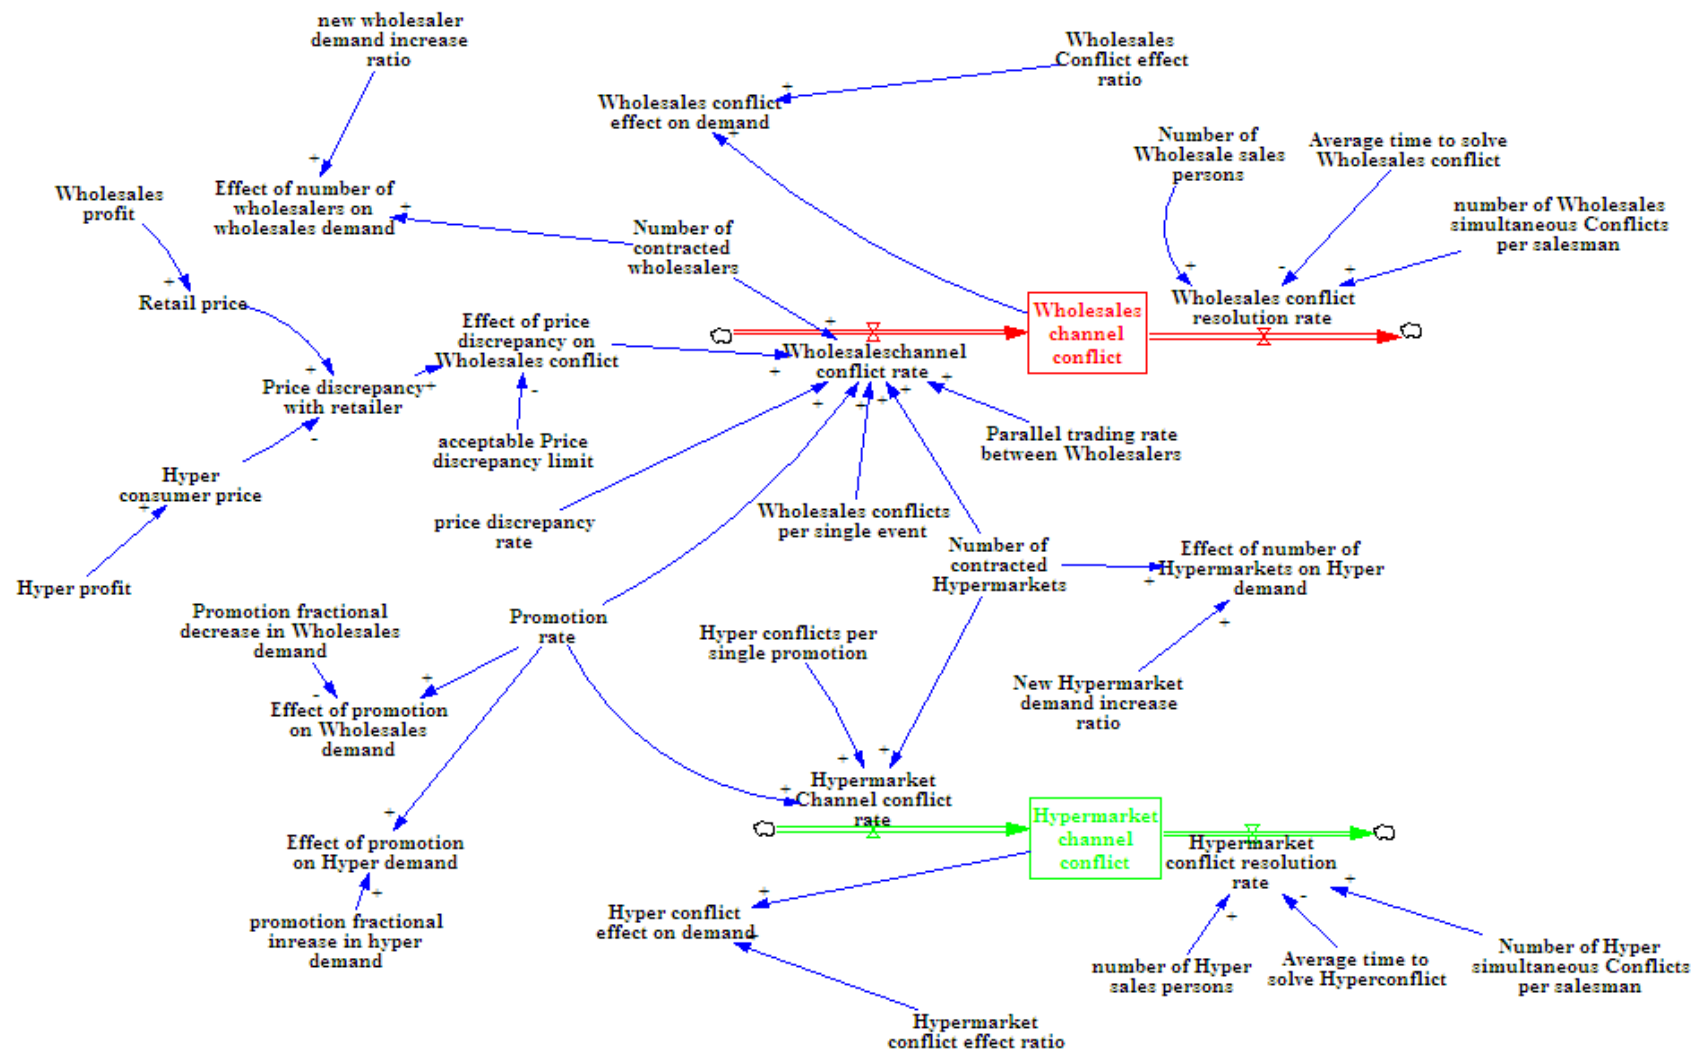 new wholesaler
demand increase
ratio
Wholesales
Conflict effect
ratio
Wholesales conflict
effect on demand
Number of
Wholesale sales
persons
Average time to solve
Wholesales conflict
number of Wholesales
simultaneous Conflicts
per salesman
Wholesales
profit
Effect of number of
wholesalers on
wholesales demand
Number of
contracted
wholesalers
Retail price
Wholesales conflict
resolution rate
Wholesales
channel
conflict
Effect of price
discrepancy on
Wholesales conflict
Wholesaleschannel
conflict rate
Price discrepancy
with retailer
acceptable Price
discrepancy limit
Parallel trading rate
between Wholesalers
Hyper
consumer price
price discrepancy
rate
Wholesales conflicts
per single event
Number of
contracted
Hypermarkets
Effect of number of
Hypermarkets on Hyper
demand
Hyper profit
Promotion fractional
decrease in Wholesales
demand
Promotion
rate
Hyper conflicts per
single promotion
New Hypermarket
demand increase
ratio
Effect of promotion
on Wholesales
demand
Hypermarket
Channel conflict
rate
Hypermarket
channel
conflict
Effect of promotion
on Hyper demand
Hypermarket
conflict resolution
rate
promotion fractional
inrease in hyper
demand
Hyper conflict
effect on demand
number of Hyper
sales persons
Average time to
solve Hyperconflict
Number of Hyper
simultaneous Conflicts
per salesman
Hypermarket
conflict effect ratio